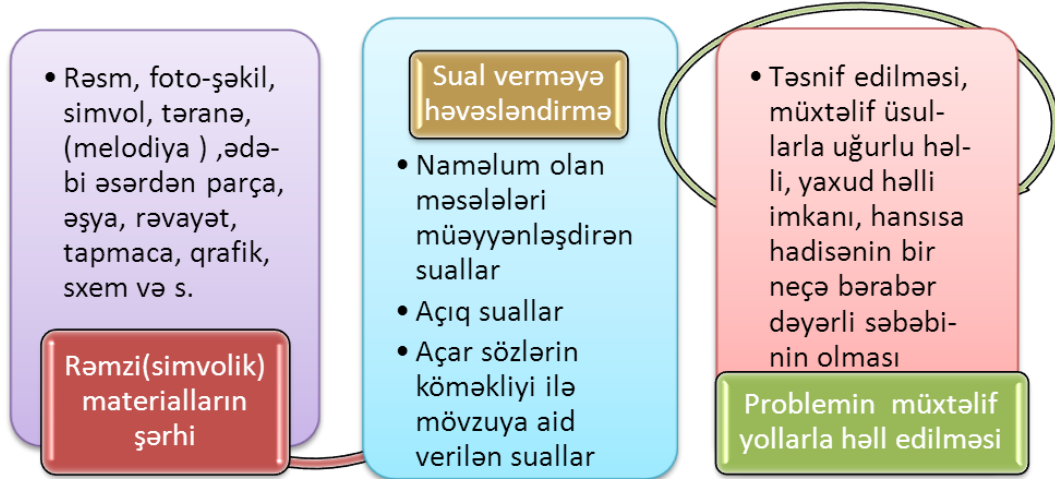 • Rəsm, foto-şəkil,
simvol, təranə,
(melodiya ) ,ədə-
bi əsərdən parça,
əşya, rəvayət,
tapmaca, qrafik,
sxem və s.
Rəmzi(simvolik)
materialların
şərhi
Sual verməyə
həvəsləndirmə
• Naməlum olan
məsələləri
müəyyənləşdirən
suallar
• Açıq suallar
• Açar sözlərin
köməkliyi ilə
mövzuya aid
verilən suallar
• Təsnif edilməsi,
müxtəlif üsul-
larla uğurlu həl-
li, yaxud həlli
imkanı, hansısa
hadisənin bir
neçə bərabər
dəyərli səbəbi-
nin olması
Problemin müxtəlif
yollarla həll edilməsi